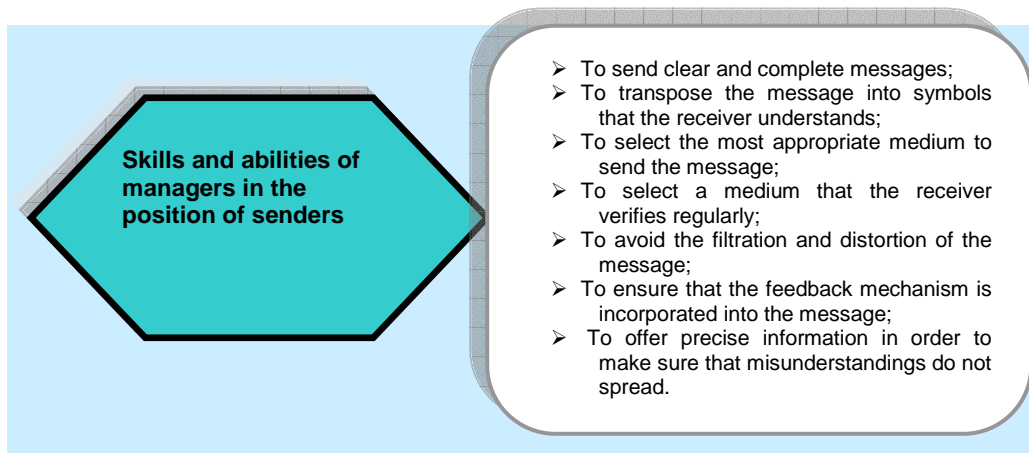 Skills and abilities of
managers in the
position of senders
➢ To send clear and complete messages;
➢ To transpose the message into symbols
that the receiver understands;
➢ To select the most appropriate medium to
send the message;
➢ To select a medium that the receiver
verifies regularly;
➢ To avoid the filtration and distortion of the
message;
➢ To ensure that the feedback mechanism is
incorporated into the message;
➢ To offer precise information in order to
make sure that misunderstandings do not
spread.